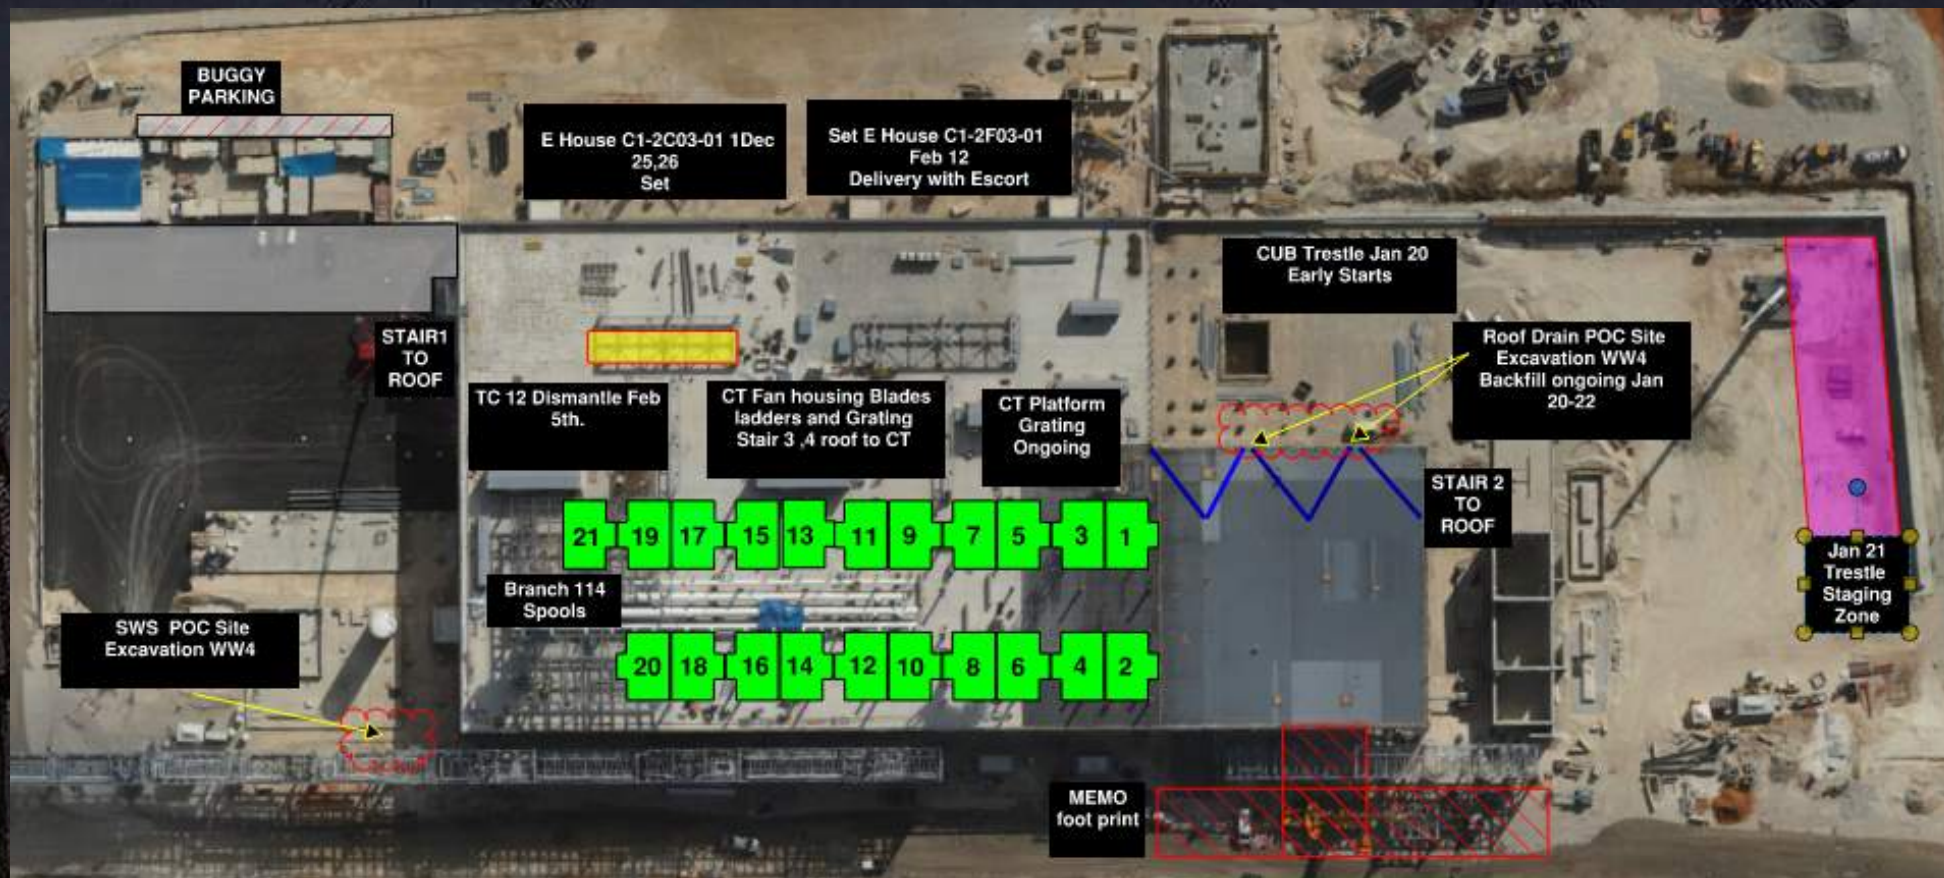 BUGGY
PARKING
E House C1-2C03-01 1Dec
25,26
Set
Set E House C1-2F03-01
Feb 12
Delivery with Escort
CUB Trestle Jan 20
Early Starts
STAIR1
TO
ROOF
Roof Drain POC Site
Excavation WW4
Backfill ongoing Jan
20-22
TC 12 Dismantle Feb
5th.
CT Fan housing Blades
ladders and Grating
Stair 3 ,4 roof to CT
CT Platform
Grating
Ongoing
STAIR 2
TO
ROOF
21 19 17 15 13 11 9 7 5 3 1
Jan 21
Trestle
Staging
Zone
Branch 114
Spools
SWS POC Site
Excavation WW4
20 18 16 14 12 10 8 6 4 2
MEMO
foot print